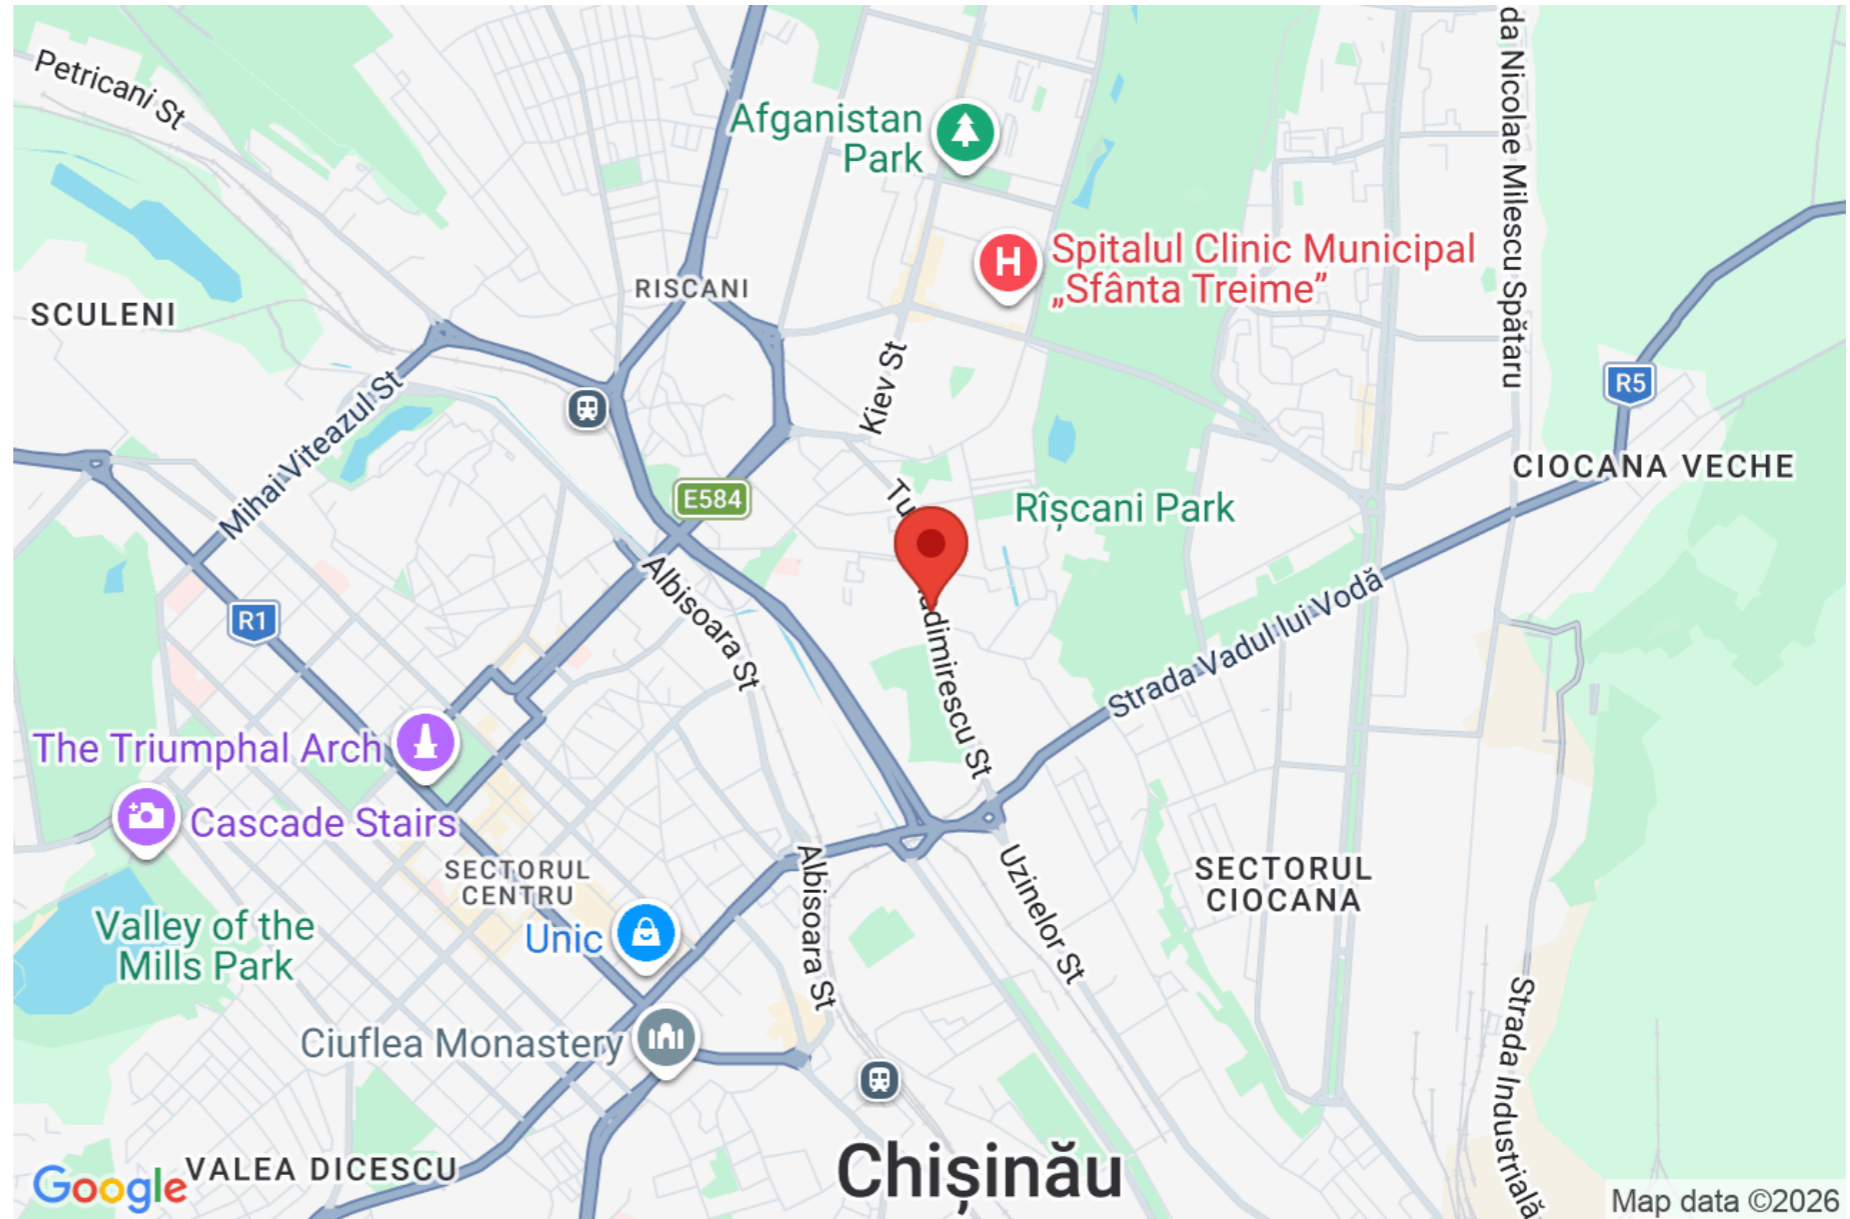 Petricani St
da Nicolae Milescu Spătaru
Afganistan
Park
H
Spitalul Clinic Municipal
„Sfânta Treime”
RISCANI
SCULENI
Kiev St
R5
Mihai Viteazul St
CIOCANA VECHE
E584
Rîșcani Park
Albisoara St
R1
Strada Vadul lui Vodă
The Triumphal Arch
Cascade Stairs
SECTORUL
CENTRU
Albisoara St
Uzinelor St
SECTORUL
CIOCANA
Valley of the
Mills Park
Unic
Strada Industrială
Ciuflea Monastery
Chișinău
VALEA DICESCU
Google
Map data ©2026